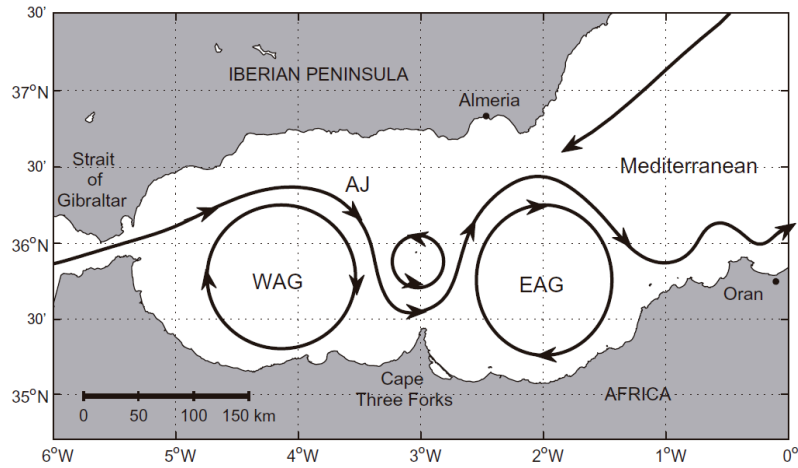 30'
IBERIAN PENINSULA
37°N
Almeria
30'
Strait
of
Gibraltar
Mediterranean
AJ
36°N
WAG
EAG
Oran
30'
Cape
Three Forks
35°N
AFRICA
0 50 100 150 km
6°W 5°W 4°W 3°W 2°W 1°W 0°